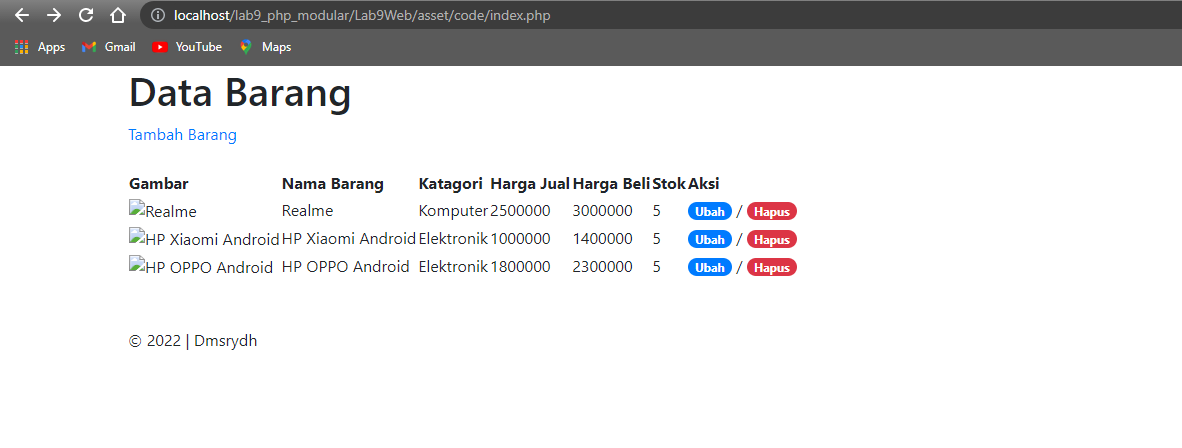 localhost/lab9_php_modular/Lab9Web/asset/code/index.php
Apps Gmail YouTube Maps
Data Barang
Tambah Barang
Gambar Nama Barang Katagori Harga Jual Harga Beli Stok Aksi
Realme Realme Komputer 2500000 3000000 5 Ubah / Hapus
HP Xiaomi Android HP Xiaomi Android Elektronik 1000000 1400000 5 Ubah / Hapus
HP OPPO Android HP OPPO Android Elektronik 1800000 2300000 5 Ubah / Hapus
© 2022 | Dmsrydh